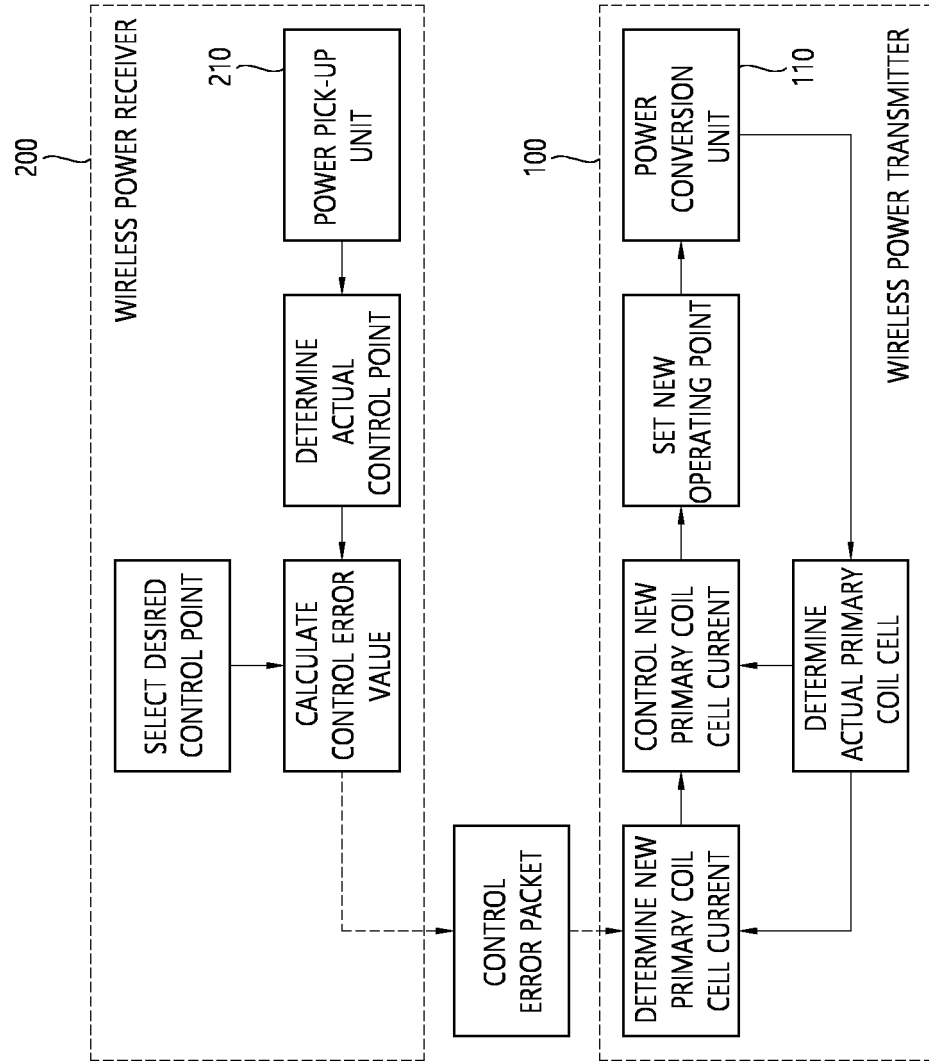 200
WIRELESS POWER RECEIVER
210
POWER PICK-UP
UNIT
DETERMINE
ACTUAL
CONTROL POINT
SELECT DESIRED
CONTROL POINT
CALCULATE
CONTROL ERROR
VALUE
CONTROL
ERROR PACKET
100
WIRELESS POWER TRANSMITTER
DETERMINE NEW
PRIMARY COIL
CELL CURRENT
CONTROL NEW
PRIMARY COIL
CELL CURRENT
SET NEW
OPERATING POINT
POWER
CONVERSION
UNIT
110
DETERMINE
ACTUAL PRIMARY
COIL CELL